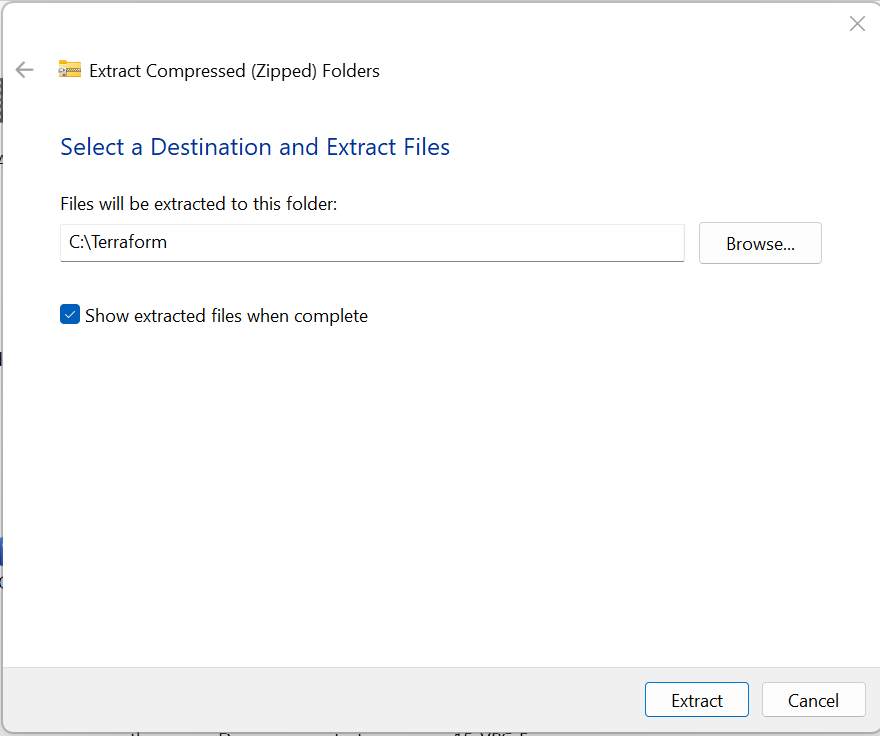 Extract Compressed (Zipped) Folders
Select a Destination and Extract Files
Files will be extracted to this folder:
C:\Terraform
Browse...
Show extracted files when complete
Extract
Cancel